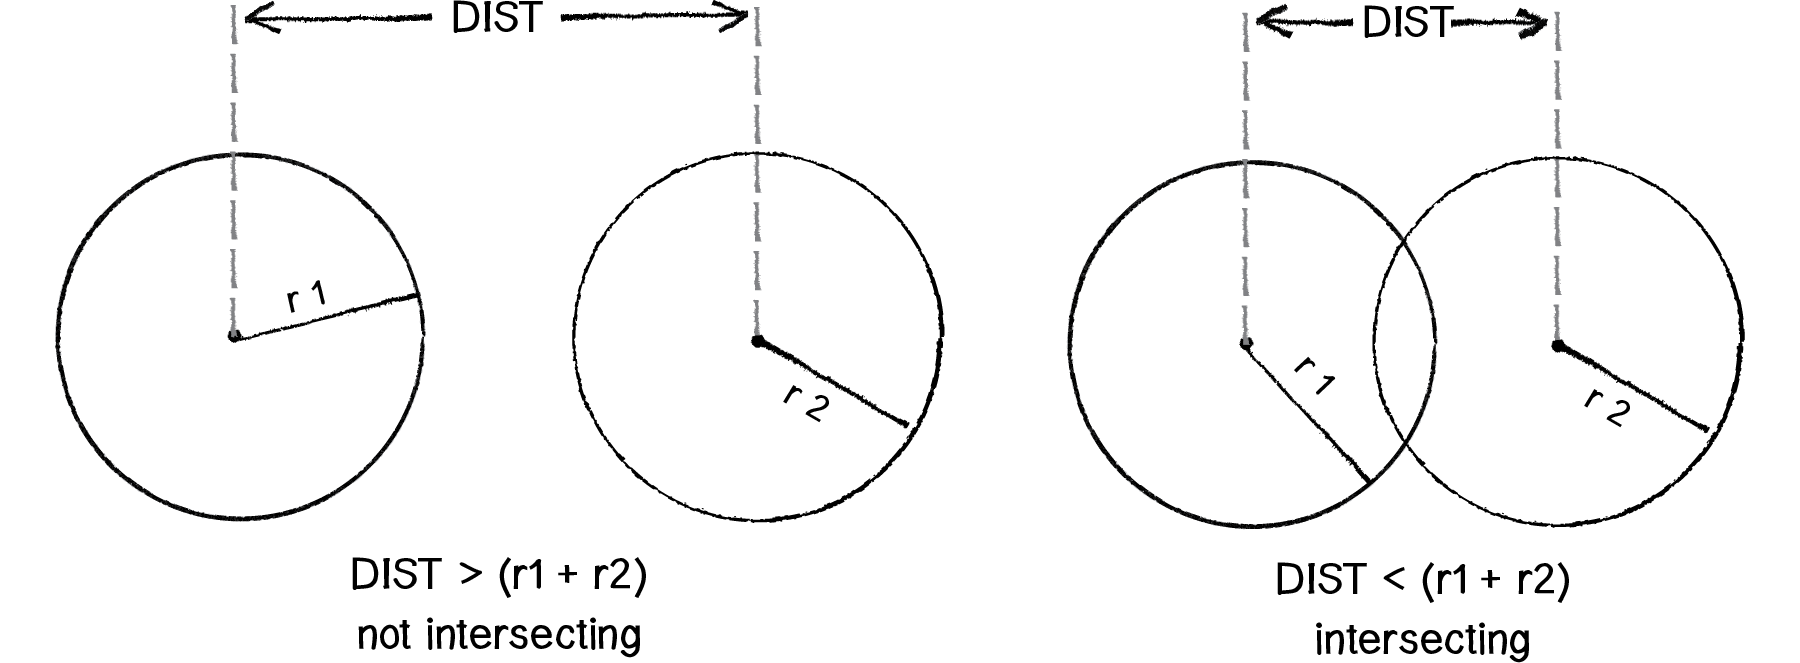 DIST
r 1
r 2
DIST > (r1 + r2)
not intersecting
DIST
r 1
r 2
DIST < (r1 + r2)
intersecting